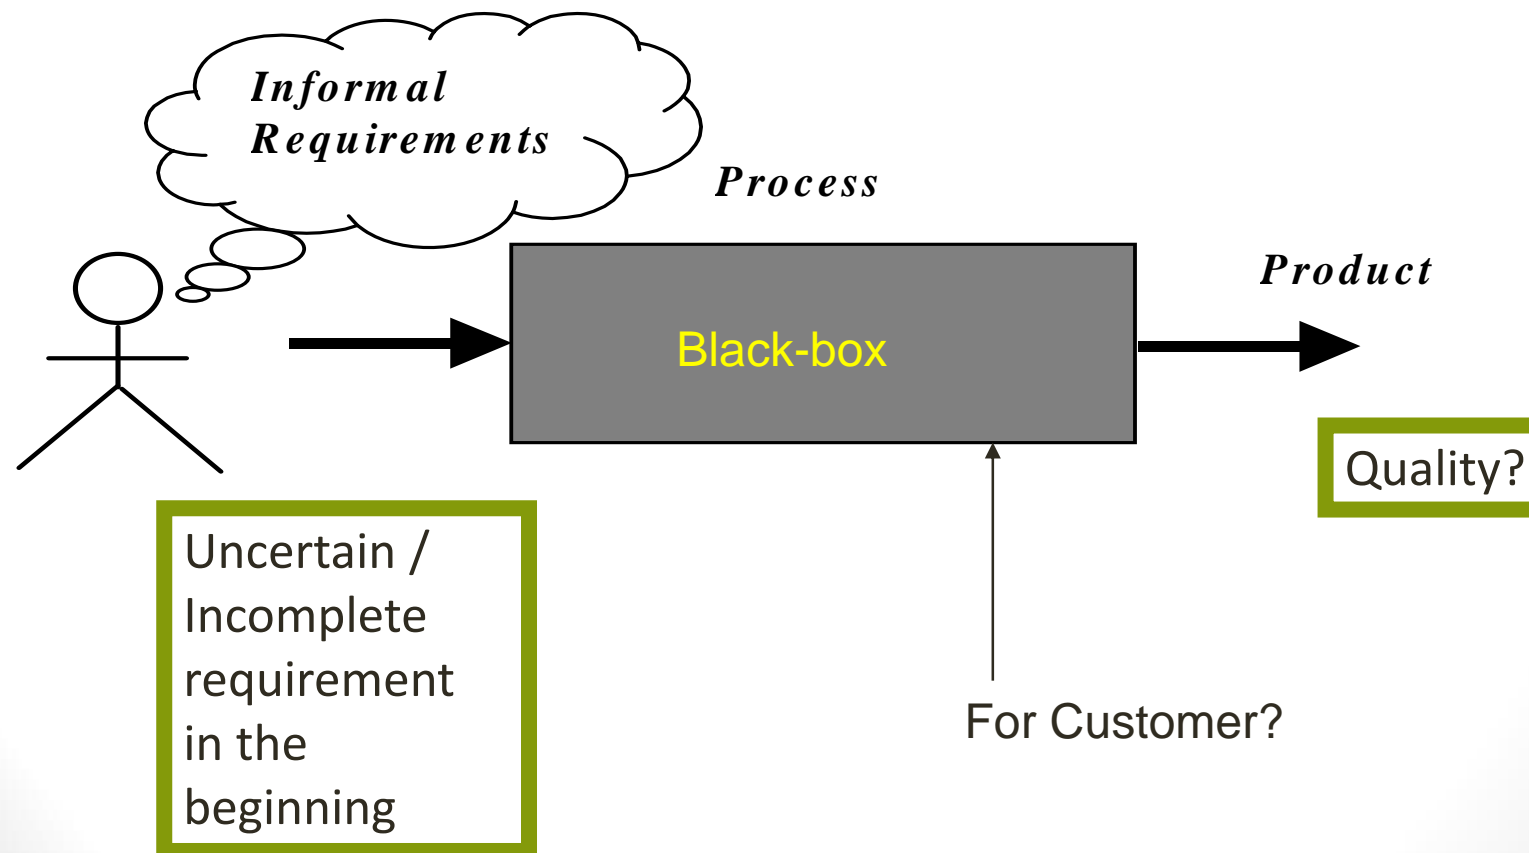 Informal
Requirements
Process
Product
Black-box
Quality?
Uncertain /
Incomplete
requirement
in the
beginning
For Customer?